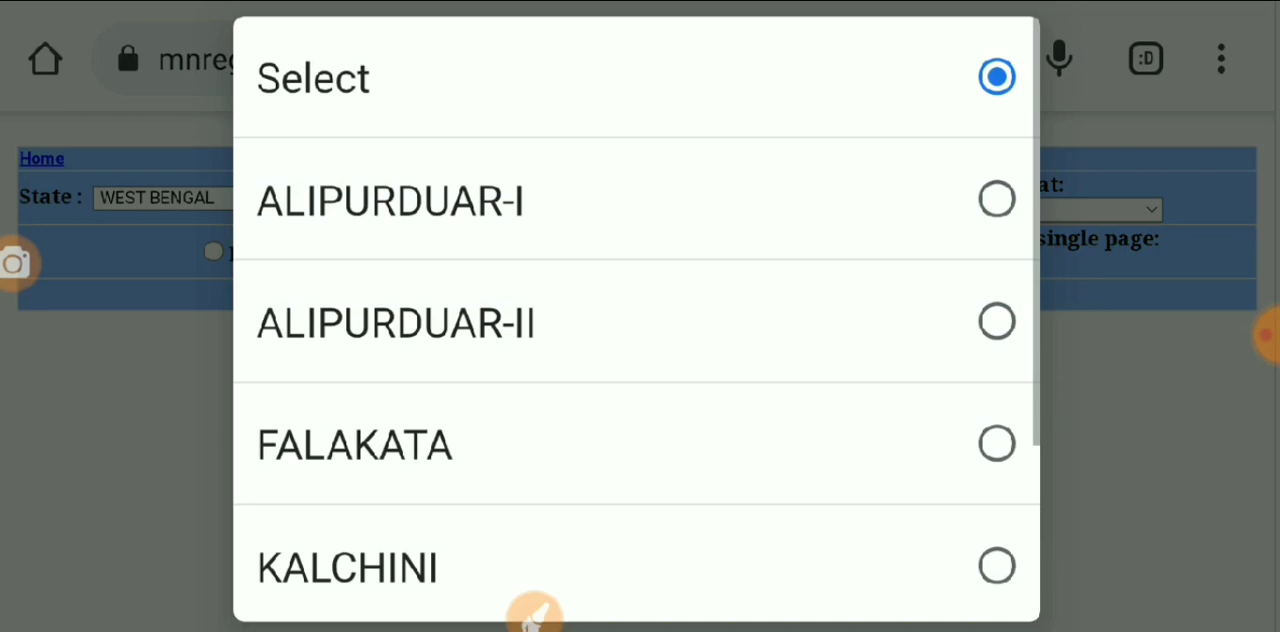 mnreg
:D
Select
ALIPURDUAR-I
ALIPURDUAR-II
FALAKATA
KALCHINI
Home
State : WEST BENGAL
at:
single page: